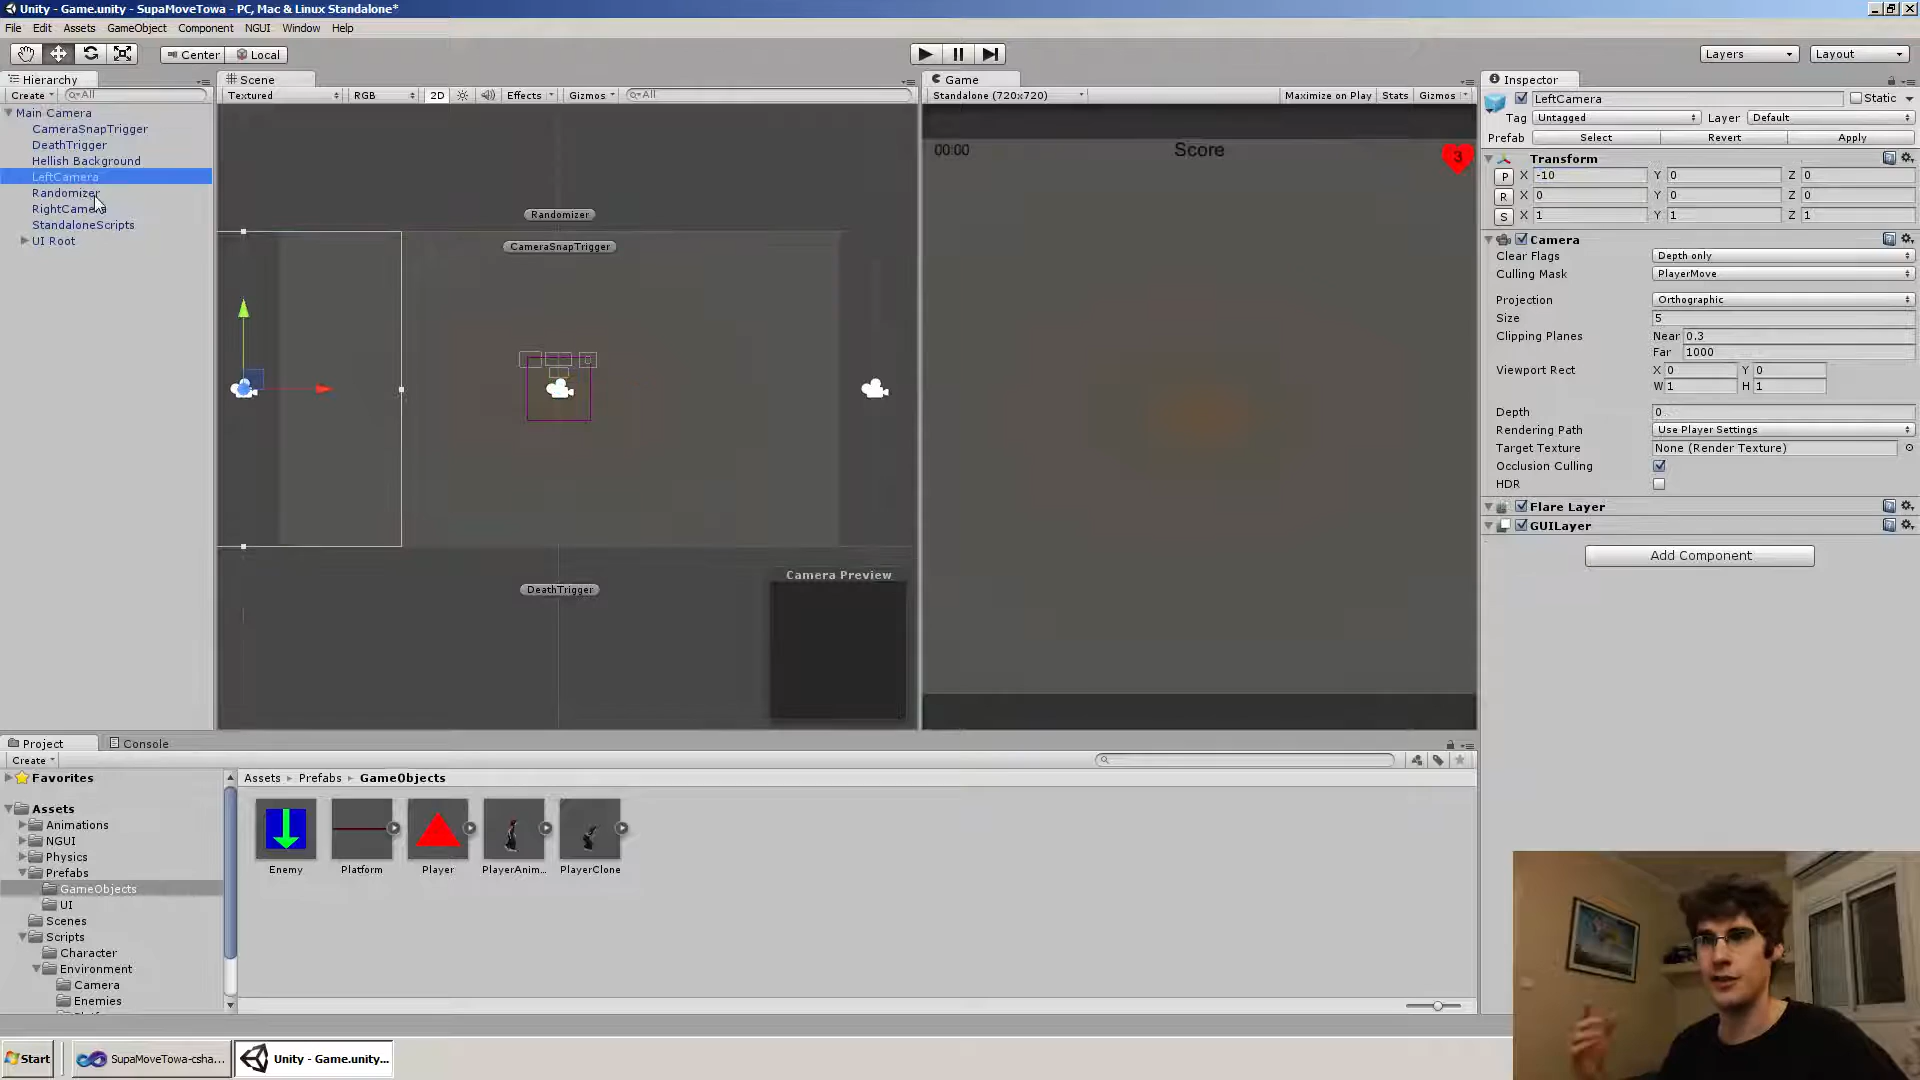 Unity - Game.unity - SupaMoveTowa - PC, Mac & Linux Standalone*
File Edit Assets GameObject Component NGUI Window Help
Center Local Layers Layout
Hierarchy
Create All
Main Camera
CameraSnapTrigger
DeathTrigger
Hellish Background
LeftCamera
Randomizer
RightCamera
StandaloneScripts
UI Root
Scene
Textured RGB 2D Effects Gizmos All
Randomizer
CameraSnapTrigger
DeathTrigger
Camera Preview
Game
Standalone (720x720) Maximize on Play Stats Gizmos
00:00 Score 3
Inspector
LeftCamera Static
Tag Untagged Layer Default
Prefab Select Revert Apply
Transform
P X -10 Y 0 Z 0
R X 0 Y 0 Z 0
S X 1 Y 1 Z 1
Camera
Clear Flags Depth only
Culling Mask PlayerMove
Projection Orthographic
Size 5
Clipping Planes Near 0.3
Far 1000
Viewport Rect X 0 Y 0
W 1 H 1
Depth 0
Rendering Path Use Player Settings
Target Texture None (Render Texture)
Occlusion Culling
HDR
Flare Layer
GUILayer
Add Component
Project Console
Create
Favorites
Assets
Animations
NGUI
Physics
Prefabs
GameObjects
UI
Scenes
Scripts
Character
Environment
Camera
Enemies
Assets Prefabs GameObjects
Enemy Platform Player PlayerAnim... PlayerClone
Start SupaMoveTowa-csha... Unity - Game.unity...